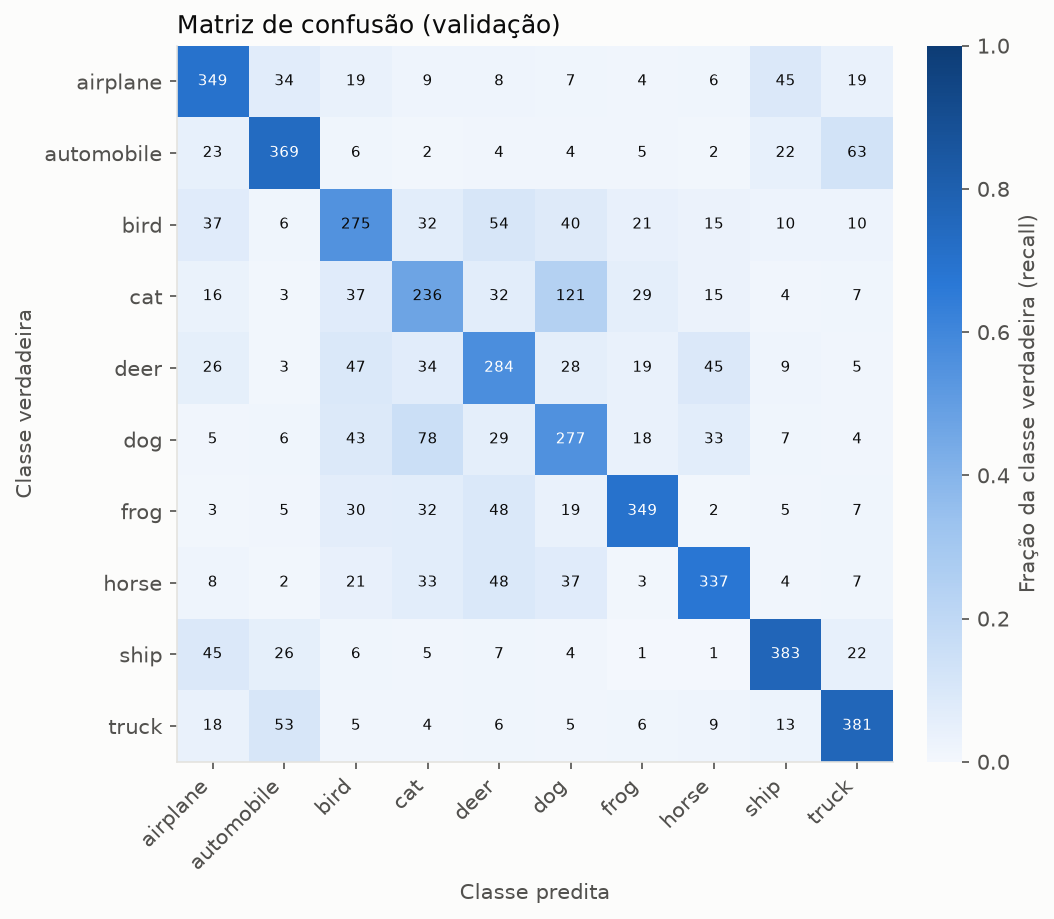 Matriz de confusão (validação)
airplane 349 34 19 9 8 7 4 6 45 19
automobile 23 369 6 2 4 4 5 2 22 63
bird 37 6 275 32 54 40 21 15 10 10
cat 16 3 37 236 32 121 29 15 4 7
deer 26 3 47 34 284 28 19 45 9 5
dog 5 6 43 78 29 277 18 33 7 4
frog 3 5 30 32 48 19 349 2 5 7
horse 8 2 21 33 48 37 3 337 4 7
ship 45 26 6 5 7 4 1 1 383 22
truck 18 53 5 4 6 5 6 9 13 381
airplane automobile bird cat deer dog frog horse ship truck
Classe predita
Classe verdadeira
1.0
0.8
0.6
0.4
0.2
0.0
Fração da classe verdadeira (recall)